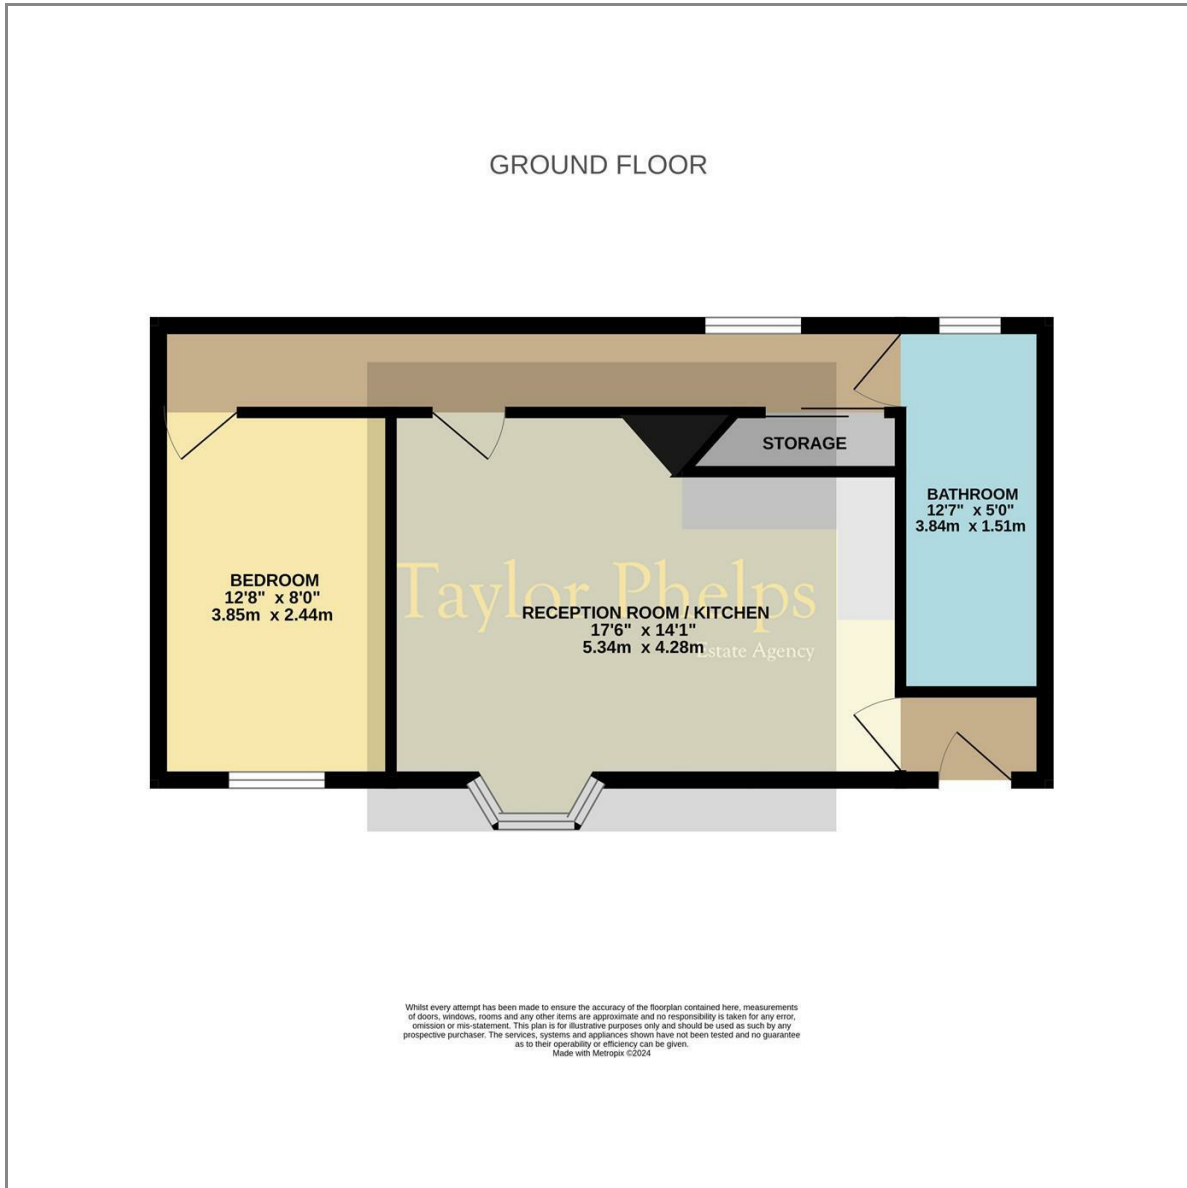 GROUND FLOOR
STORAGE
BATHROOM
12'7" x 5'0"
3.84m x 1.51m
BEDROOM
12'8" x 8'0"
3.85m x 2.44m
Taylor Phelps
RECEPTION ROOM / KITCHEN
17'6" x 14'1"
5.34m x 4.28m
Estate Agency
Whilst every attempt has been made to ensure the accuracy of the floorplan contained here, measurements
of doors, windows, rooms and any other items are approximate and no responsibility is taken for any error,
omission or mis-statement. This plan is for illustrative purposes only and should be used as such by any
prospective purchaser. The services, systems and appliances shown have not been tested and no guarantee
as to their operability or efficiency can be given.
Made with Metropix ©2024